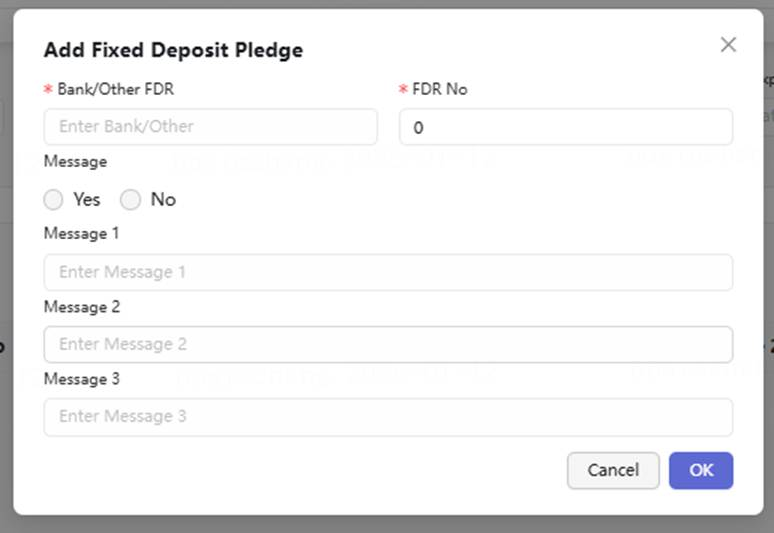 Add Fixed Deposit Pledge
* Bank/Other FDR * FDR No
Enter Bank/Other 0
Message
Yes No
Message 1
Enter Message 1
Message 2
Enter Message 2
Message 3
Enter Message 3
Cancel OK